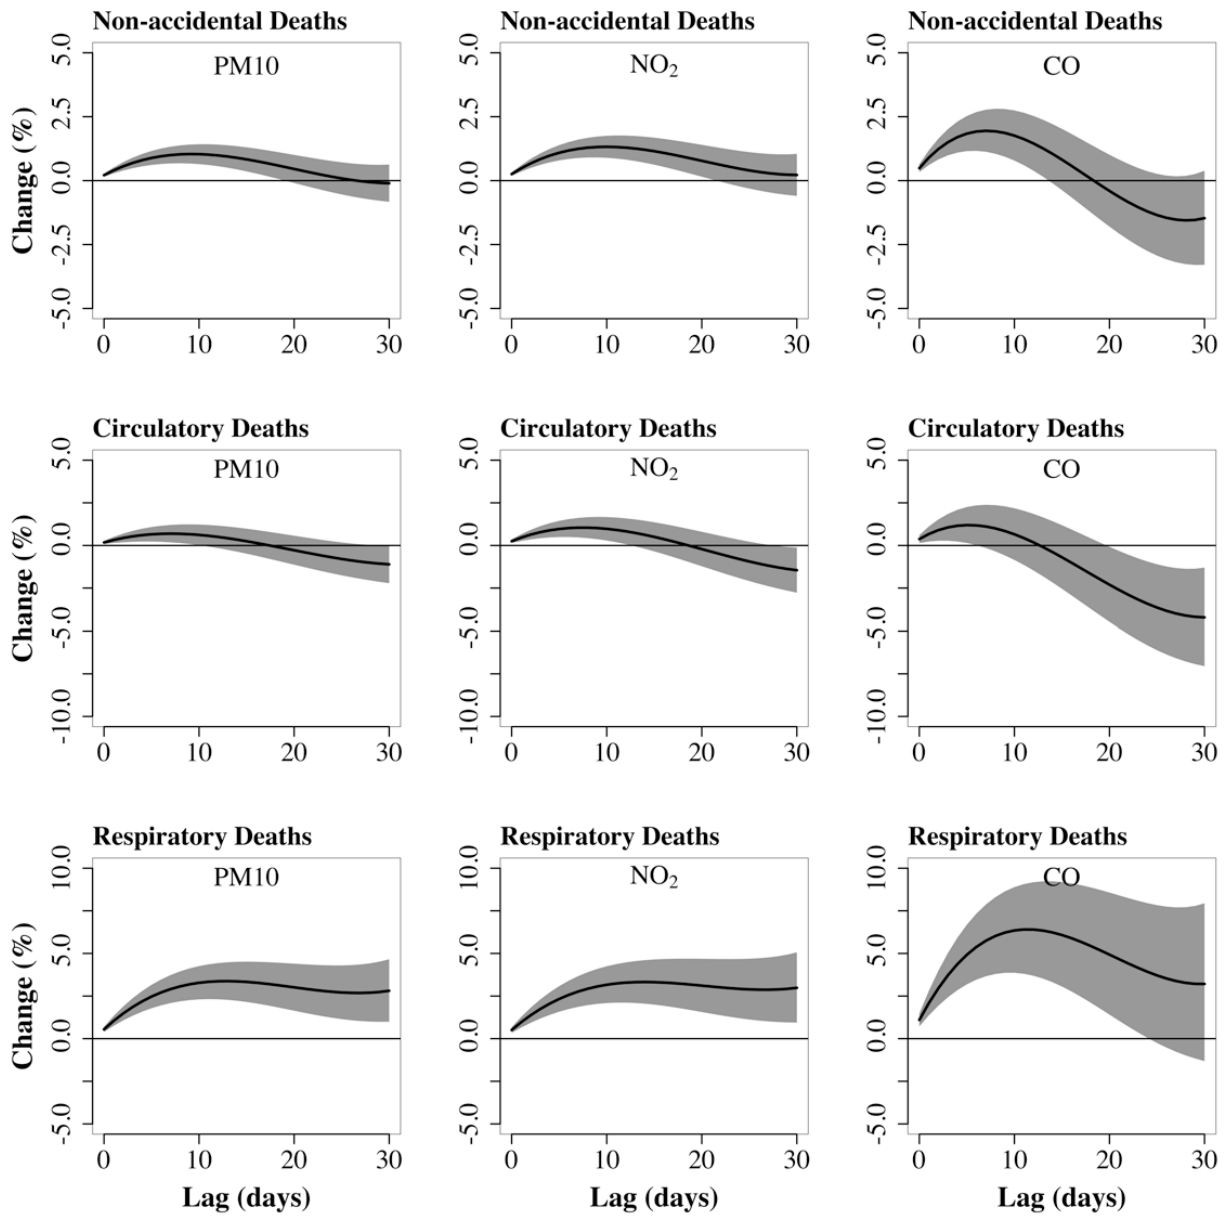 Non-accidental Deaths Non-accidental Deaths Non-accidental Deaths
PM10 NO₂ CO
Change (%)
5.0 2.5 0.0 -2.5 -5.0
5.0 2.5 0.0 -2.5 -5.0
5.0 2.5 0.0 -2.5 -5.0
0 10 20 30 0 10 20 30 0 10 20 30
Circulatory Deaths Circulatory Deaths Circulatory Deaths
PM10 NO₂ CO
Change (%)
5.0 0.0 -5.0 -10.0
5.0 0.0 -5.0 -10.0
5.0 0.0 -5.0 -10.0
0 10 20 30 0 10 20 30 0 10 20 30
Respiratory Deaths Respiratory Deaths Respiratory Deaths
PM10 NO₂ CO
Change (%)
10.0 5.0 0.0 -5.0
10.0 5.0 0.0 -5.0
10.0 5.0 0.0 -5.0
0 10 20 30 0 10 20 30 0 10 20 30
Lag (days) Lag (days) Lag (days)